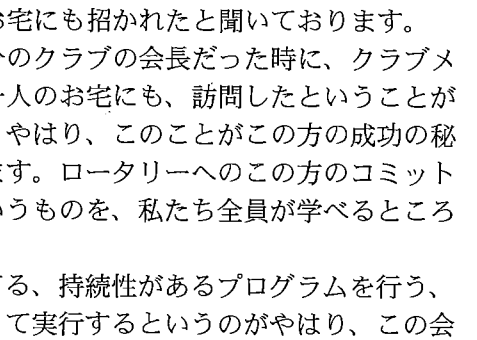 お宅にも招かれたと聞いております。
のクラブの会長だった時に、クラブメ
一人のお宅にも、訪問したということが
やはり、このことがこの方の成功の秘
ます。ロータリーへのこの方のコミット
いうものを、私たち全員が学べるところ
る、持続性があるプログラムを行う、
て実行するというのがやはり、この会